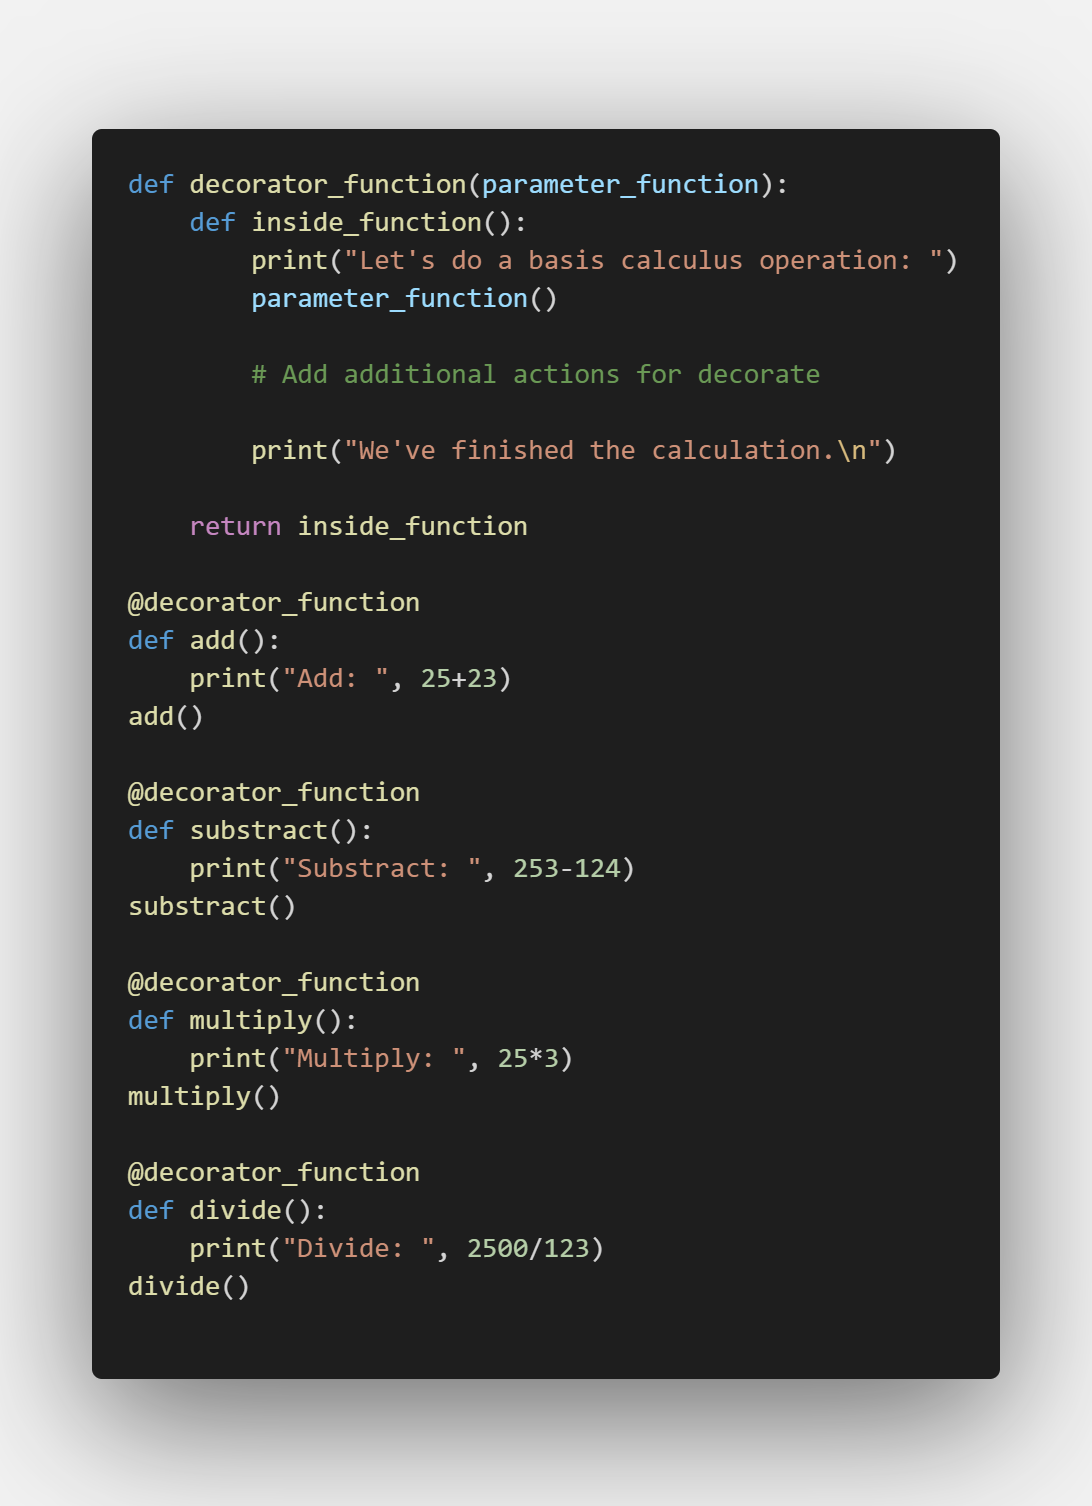 def decorator_function(parameter_function):
    def inside_function():
        print("Let's do a basis calculus operation: ")
        parameter_function()

        # Add additional actions for decorate

        print("We've finished the calculation.\n")

    return inside_function

@decorator_function
def add():
    print("Add: ", 25+23)
add()

@decorator_function
def substract():
    print("Substract: ", 253-124)
substract()

@decorator_function
def multiply():
    print("Multiply: ", 25*3)
multiply()

@decorator_function
def divide():
    print("Divide: ", 2500/123)
divide()